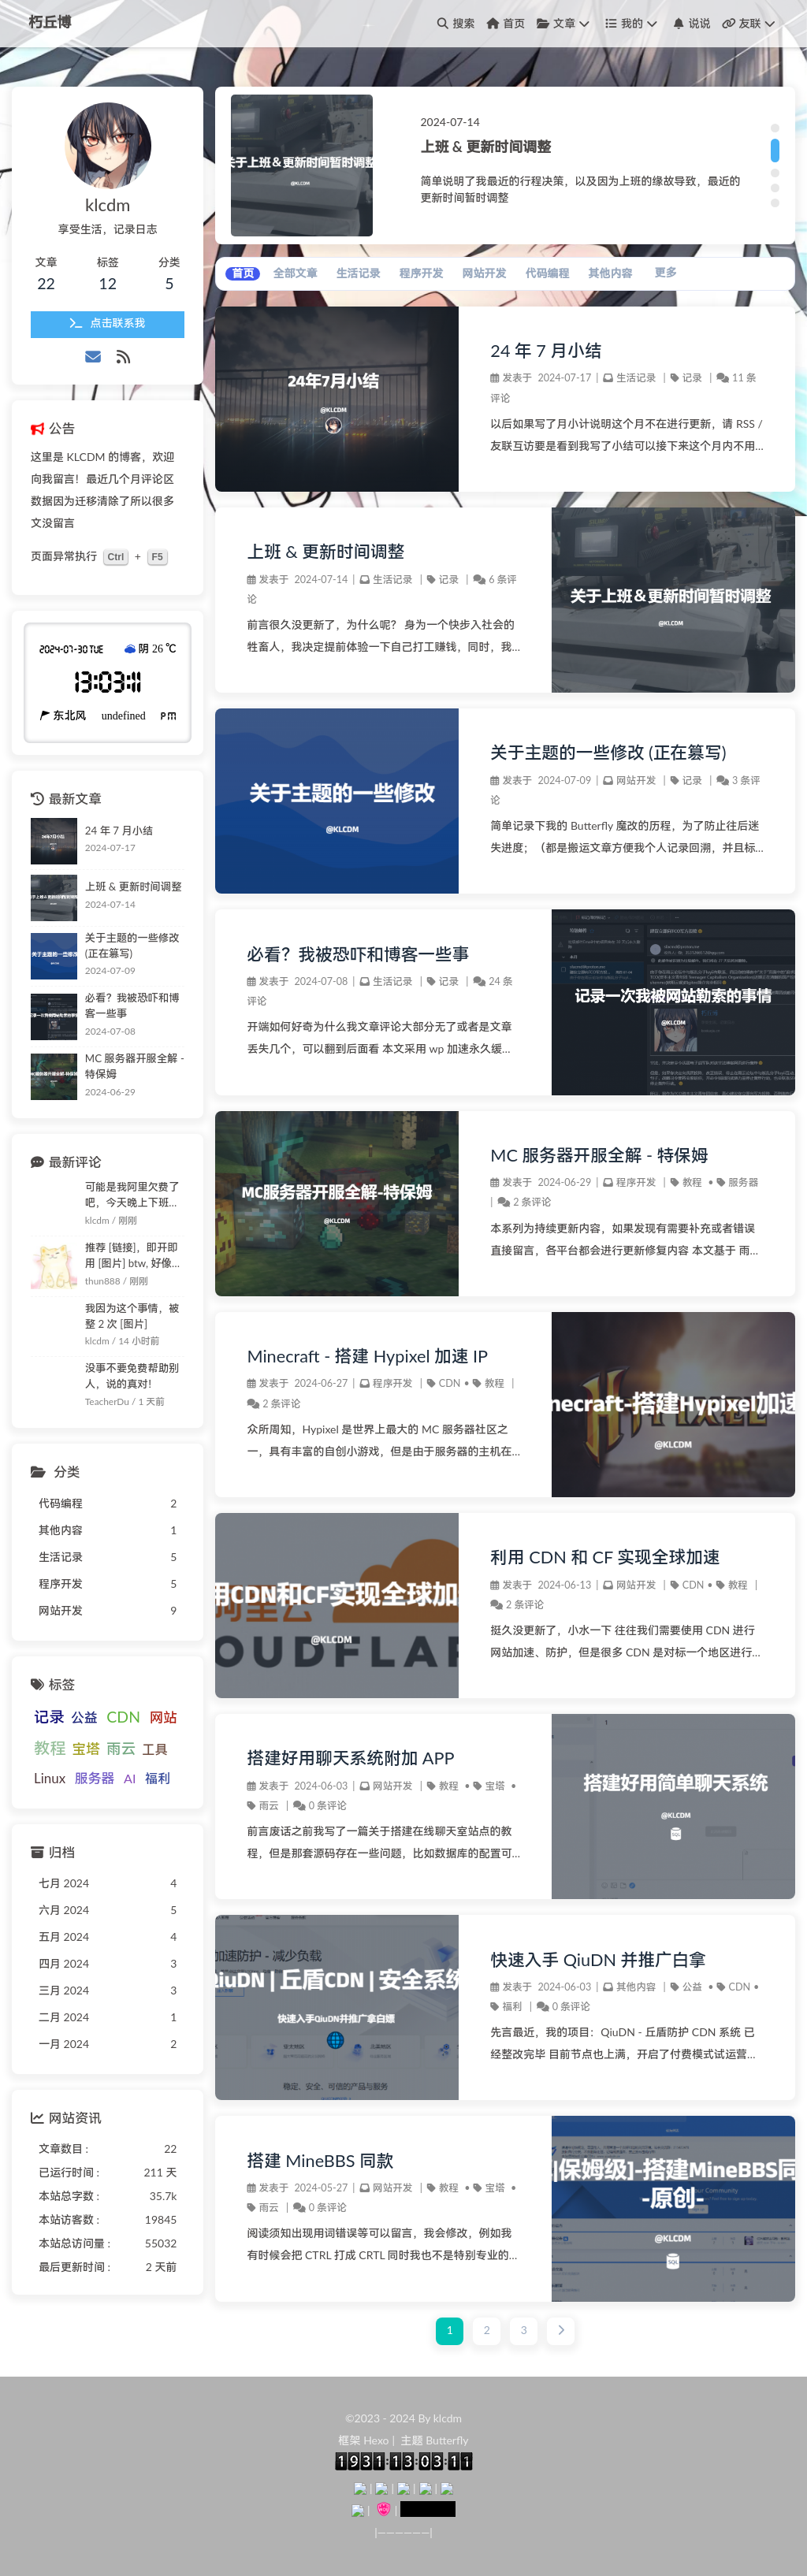 朽丘博
搜索 首页 文章 我的 说说 友联
klcdm
享受生活，记录日志
文章 标签 分类
22 12 5
点击联系我
公告
这里是 KLCDM 的博客，欢迎
向我留言！最近几个月评论区
数据因为迁移清除了所以很多
文没留言
页面异常执行 Ctrl + F5
2024-07-30 TUE 阴 26 ℃
13:03:11
东北风 undefined PM
最新文章
24 年 7 月小结
2024-07-17
上班 & 更新时间调整
2024-07-14
关于主题的一些修改
(正在篡写)
2024-07-09
必看？我被恐吓和博
客一些事
2024-07-08
MC 服务器开服全解 -
特保姆
2024-06-29
最新评论
可能是我阿里欠费了
吧，今天晚上下班...
klcdm / 刚刚
推荐 [链接]，即开即
用 [图片] btw, 好像...
thun888 / 刚刚
我因为这个事情，被
整 2 次 [图片]
klcdm / 14 小时前
没事不要免费帮助别
人，说的真对！
TeacherDu / 1 天前
分类
代码编程 2
其他内容 1
生活记录 5
程序开发 5
网站开发 9
标签
记录 公益 CDN 网站
教程 宝塔 雨云 工具
Linux 服务器 AI 福利
归档
七月 2024 4
六月 2024 5
五月 2024 4
四月 2024 3
三月 2024 3
二月 2024 1
一月 2024 2
网站资讯
文章数目 : 22
已运行时间 : 211 天
本站总字数 : 35.7k
本站访客数 : 19845
本站总访问量 : 55032
最后更新时间 : 2 天前
关于上班＆更新时间暂时调整
@KLCDM
2024-07-14
上班 & 更新时间调整
简单说明了我最近的行程决策，以及因为上班的缘故导致，最近的
更新时间暂时调整
首页 全部文章 生活记录 程序开发 网站开发 代码编程 其他内容 更多
24年7月小结
@KLCDM
24 年 7 月小结
发表于 2024-07-17 | 生活记录 | 记录 | 11 条
评论
以后如果写了月小计说明这个月不在进行更新，请 RSS /
友联互访要是看到我写了小结可以接下来这个月内不用...
上班 & 更新时间调整
发表于 2024-07-14 | 生活记录 | 记录 | 6 条评
论
前言很久没更新了，为什么呢？ 身为一个快步入社会的
牲畜人，我决定提前体验一下自己打工赚钱，同时，我...
关于上班＆更新时间暂时调整
@KLCDM
关于主题的一些修改
@KLCDM
关于主题的一些修改 (正在篡写)
发表于 2024-07-09 | 网站开发 | 记录 | 3 条评
论
简单记录下我的 Butterfly 魔改的历程，为了防止往后迷
失进度；（都是搬运文章方便我个人记录回溯，并且标...
必看？我被恐吓和博客一些事
发表于 2024-07-08 | 生活记录 | 记录 | 24 条
评论
开端如何好奇为什么我文章评论大部分无了或者是文章
丢失几个，可以翻到后面看 本文采用 wp 加速永久缓...
记录一次我被网站勒索的事情
@KLCDM
MC服务器开服全解-特保姆
@KLCDM
MC 服务器开服全解 - 特保姆
发表于 2024-06-29 | 程序开发 | 教程 • 服务器
| 2 条评论
本系列为持续更新内容，如果发现有需要补充或者错误
直接留言，各平台都会进行更新修复内容 本文基于 雨...
Minecraft - 搭建 Hypixel 加速 IP
发表于 2024-06-27 | 程序开发 | CDN • 教程 |
2 条评论
众所周知，Hypixel 是世界上最大的 MC 服务器社区之
一，具有丰富的自创小游戏，但是由于服务器的主机在...
necraft-搭建Hypixel加速
@KLCDM
用CDN和CF实现全球加
@KLCDM
利用 CDN 和 CF 实现全球加速
发表于 2024-06-13 | 网站开发 | CDN • 教程 |
2 条评论
挺久没更新了，小水一下 往往我们需要使用 CDN 进行
网站加速、防护，但是很多 CDN 是对标一个地区进行...
搭建好用聊天系统附加 APP
发表于 2024-06-03 | 网站开发 | 教程 • 宝塔 •
雨云 | 0 条评论
前言废话之前我写了一篇关于搭建在线聊天室站点的教
程，但是那套源码存在一些问题，比如数据库的配置可...
搭建好用简单聊天系统
@KLCDM
QiuDN | 丘盾CDN | 安全系统
快速入手QiuDN并推广拿白嫖
稳定、安全、可信的产品与服务
@KLCDM
快速入手 QiuDN 并推广白拿
发表于 2024-06-03 | 其他内容 | 公益 • CDN •
福利 | 0 条评论
先言最近，我的项目：QiuDN - 丘盾防护 CDN 系统 已
经整改完毕 目前节点也上满，开启了付费模式试运营...
搭建 MineBBS 同款
发表于 2024-05-27 | 网站开发 | 教程 • 宝塔 •
雨云 | 0 条评论
阅读须知出现用词错误等可以留言，我会修改，例如我
有时候会把 CTRL 打成 CRTL 同时我也不是特别专业的...
[保姆级]-搭建MineBBS同
-原创-
@KLCDM
1 2 3
©2023 - 2024 By klcdm
框架 Hexo | 主题 Butterfly
1931:13:03:11
|——————|